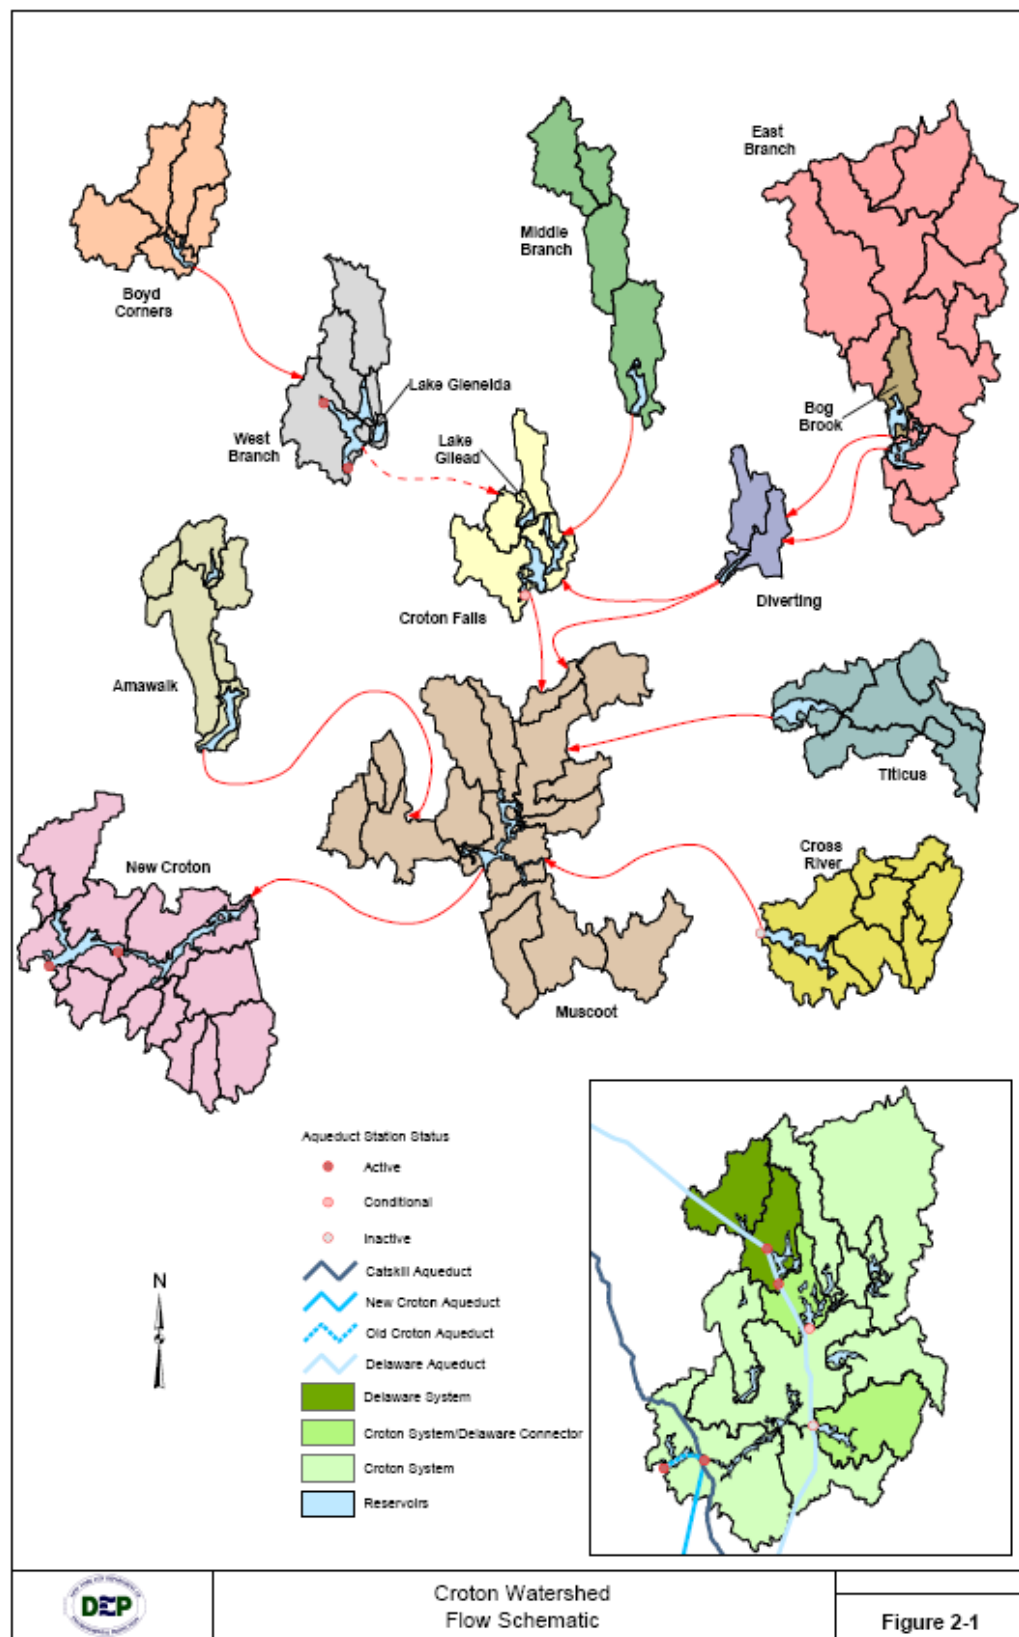 East
Branch
Middle
Branch
Boyd
Corners
Lake Gleneida
Bog
Brook
West
Branch
Lake
Gilead
Diverting
Croton Falls
Amawalk
Titicus
Cross
River
New Croton
Muscoot
Aqueduct Station Status
Active
Conditional
Inactive
Catskill Aqueduct
N
New Croton Aqueduct
Old Croton Aqueduct
Delaware Aqueduct
Delaware System
Croton System/Delaware Connector
Croton System
Reservoirs
DEP
Croton Watershed
Flow Schematic
Figure 2-1